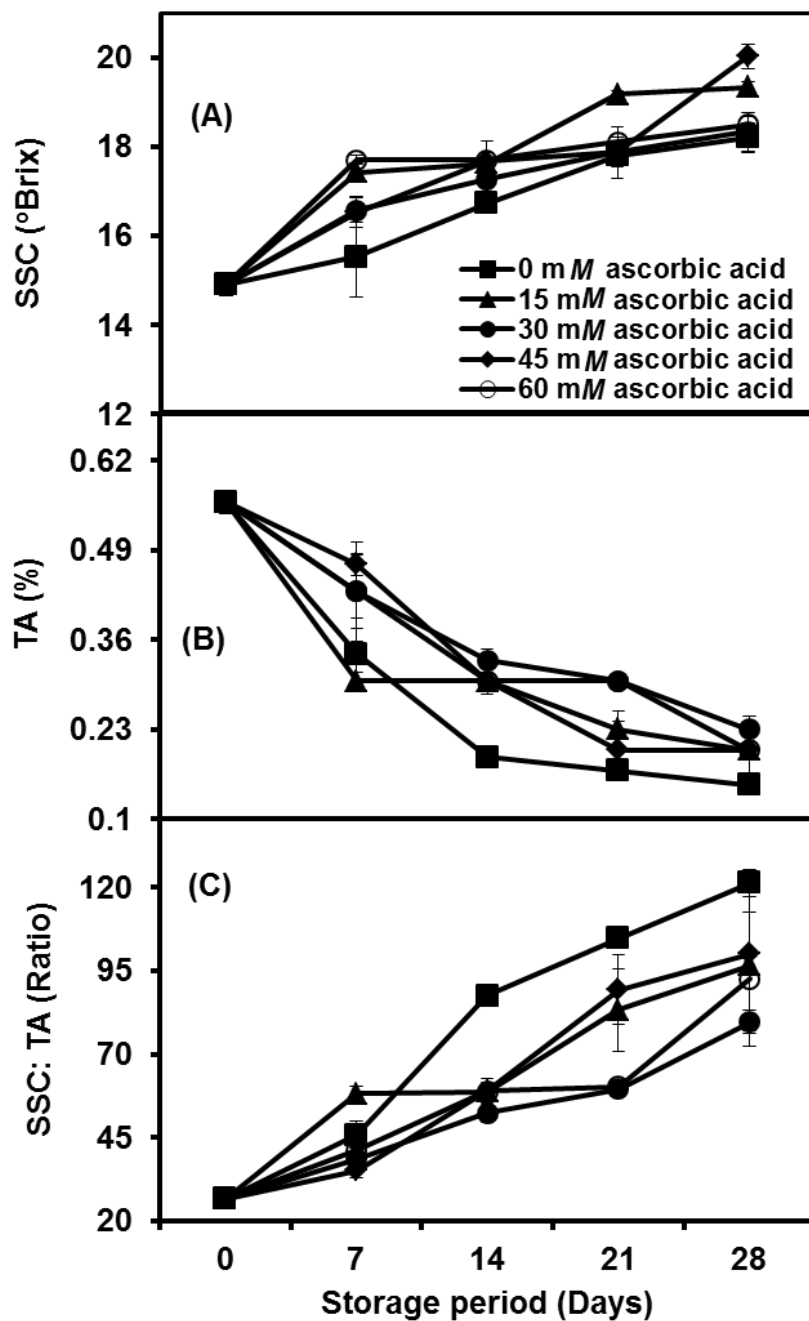 20
18
16
14
12
SSC (°Brix)
(A)
0 mM ascorbic acid
15 mM ascorbic acid
30 mM ascorbic acid
45 mM ascorbic acid
60 mM ascorbic acid
0.62
0.49
0.36
0.23
0.1
TA (%)
(B)
120
95
70
45
20
SSC: TA (Ratio)
(C)
0 7 14 21 28
Storage period (Days)